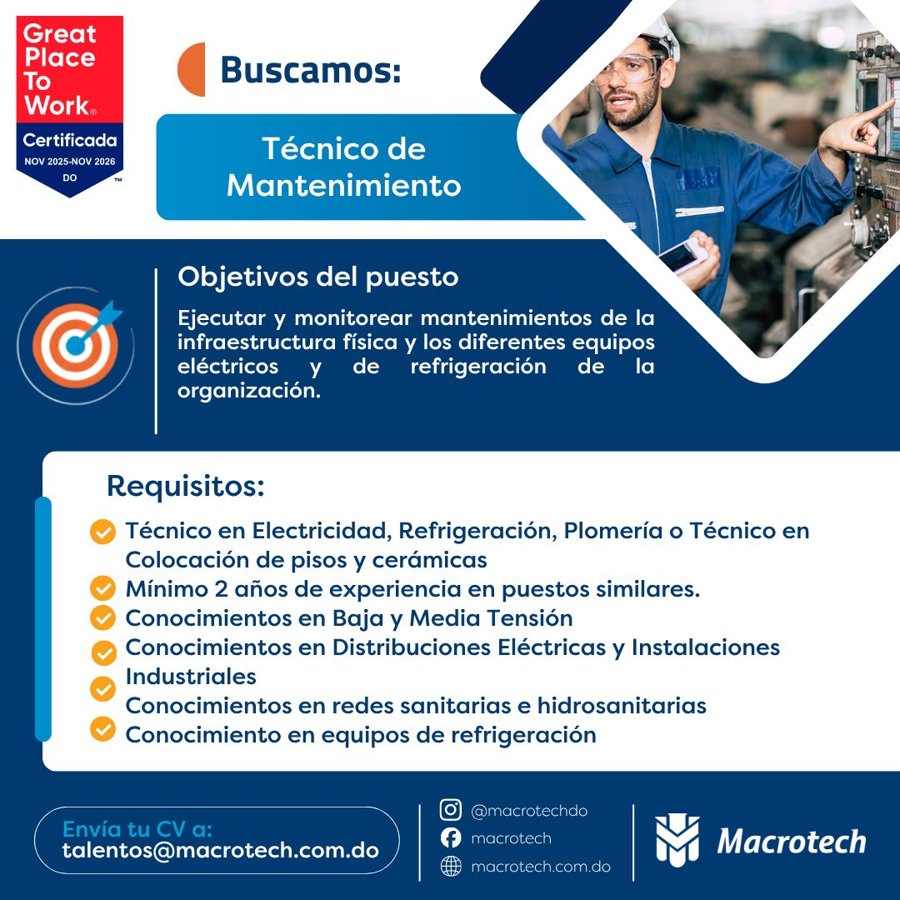 Great
Place
To
Work®
Certificada
NOV 2025-NOV 2026
DO
™
Buscamos:
Técnico de
Mantenimiento
Objetivos del puesto
Ejecutar y monitorear mantenimientos de la
infraestructura física y los diferentes equipos
eléctricos y de refrigeración de la
organización.
Requisitos:
Técnico en Electricidad, Refrigeración, Plomería o Técnico en
Colocación de pisos y cerámicas
Mínimo 2 años de experiencia en puestos similares.
Conocimientos en Baja y Media Tensión
Conocimientos en Distribuciones Eléctricas y Instalaciones
Industriales
Conocimientos en redes sanitarias e hidrosanitarias
Conocimiento en equipos de refrigeración
Envía tu CV a:
talentos@macrotech.com.do
@macrotechdo
macrotech
macrotech.com.do
Macrotech